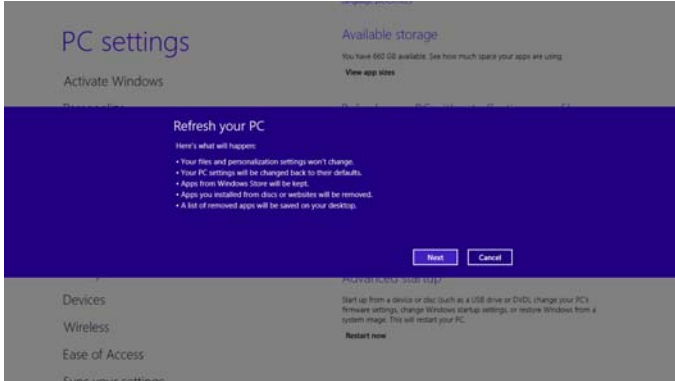 PC settings
Activate Windows
Available storage
You have 660 GB available. See how much space your apps are using.
View app sizes
Refresh your PC
Here's what will happen:
• Your files and personalization settings won't change.
• Your PC settings will be changed back to their defaults.
• Apps from Windows Store will be kept.
• Apps you installed from discs or websites will be removed.
• A list of removed apps will be saved on your desktop.
Next
Cancel
Devices
Wireless
Ease of Access
Advanced startup
Start up from a device or disc (such as a USB drive or DVD), change your PC's
firmware settings, change Windows startup settings, or restore Windows from a
system image. This will restart your PC.
Restart now